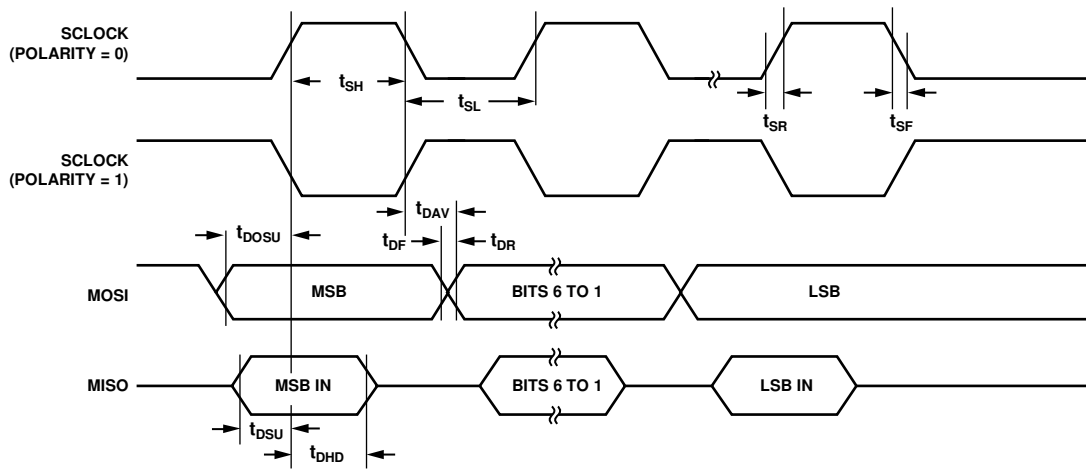 SCLOCK
(POLARITY = 0)
tSH
tSL
tSR
tSF
SCLOCK
(POLARITY = 1)
tDAV
tDOSU
tDF
tDR
MOSI
MSB
BITS 6 TO 1
LSB
MISO
MSB IN
BITS 6 TO 1
LSB IN
tDSU
tDHD